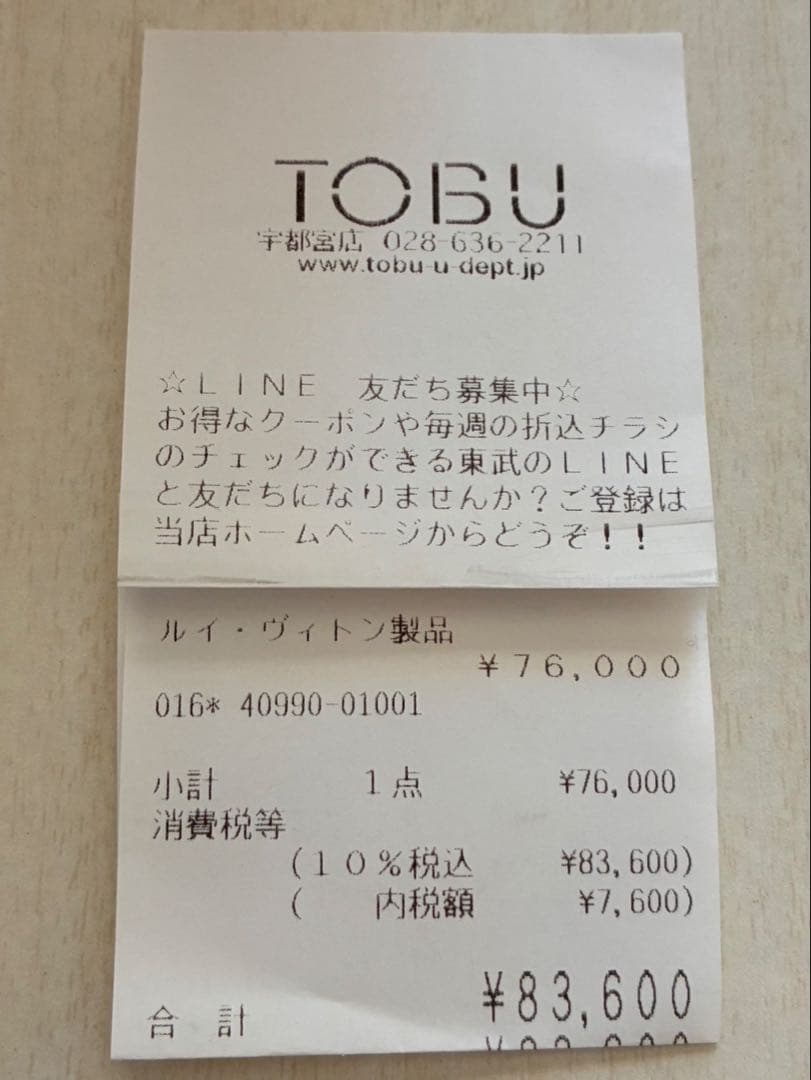 TOBU
宇都宮店 028-636-2211
www.tobu-u-dept.jp
☆LINE 友だち募集中☆
お得なクーポンや毎週の折込チラシ
のチェックができる東武のLINE
と友だちになりませんか？ご登録は
当店ホームページからどうぞ！！
ルイ・ヴィトン製品
¥76,000
016* 40990-01001
小計 1点 ¥76,000
消費税等
(10%税込 ¥83,600)
( 内税額 ¥7,600)
合計 ¥83,600